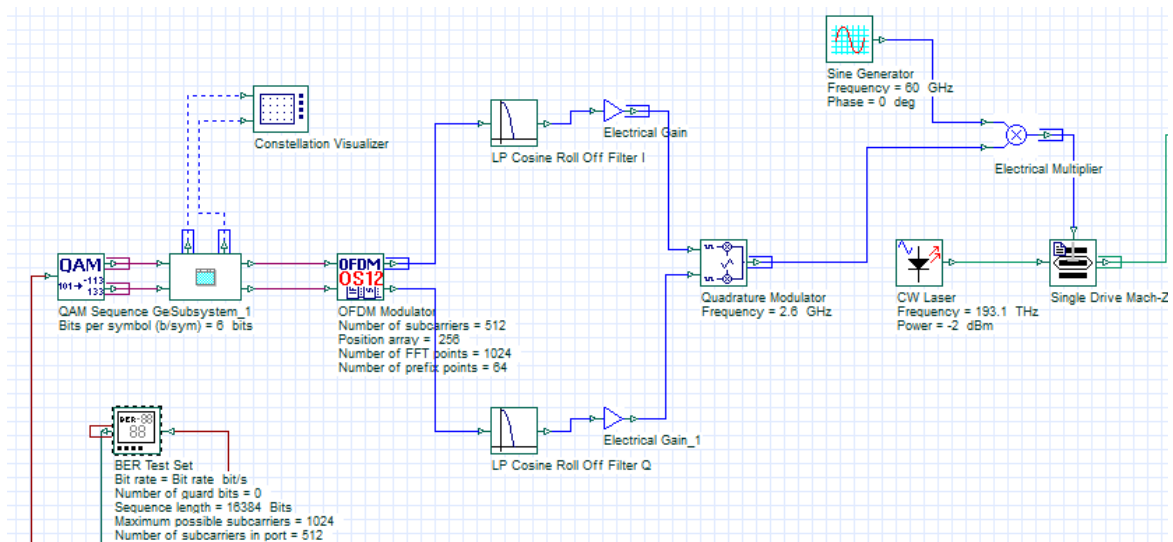 Sine Generator
Frequency = 60 GHz
Phase = 0 deg
Constellation Visualizer
Electrical Gain
LP Cosine Roll Off Filter I
Electrical Multiplier
QAM
-113
101→ 133
OFDM
OS12
QAM Sequence Ge
Subsystem_1
Bits per symbol (b/sym) = 6 bits
OFDM Modulator
Number of subcarriers = 512
Position array = 256
Number of FFT points = 1024
Number of prefix points = 64
Quadrature Modulator
Frequency = 2.6 GHz
CW Laser
Frequency = 193.1 THz
Power = -2 dBm
Single Drive Mach-Z
Electrical Gain_1
LP Cosine Roll Off Filter Q
BER Test Set
Bit rate = Bit rate bit/s
Number of guard bits = 0
Sequence length = 16384 Bits
Maximum possible subcarriers = 1024
Number of subcarriers in port = 512